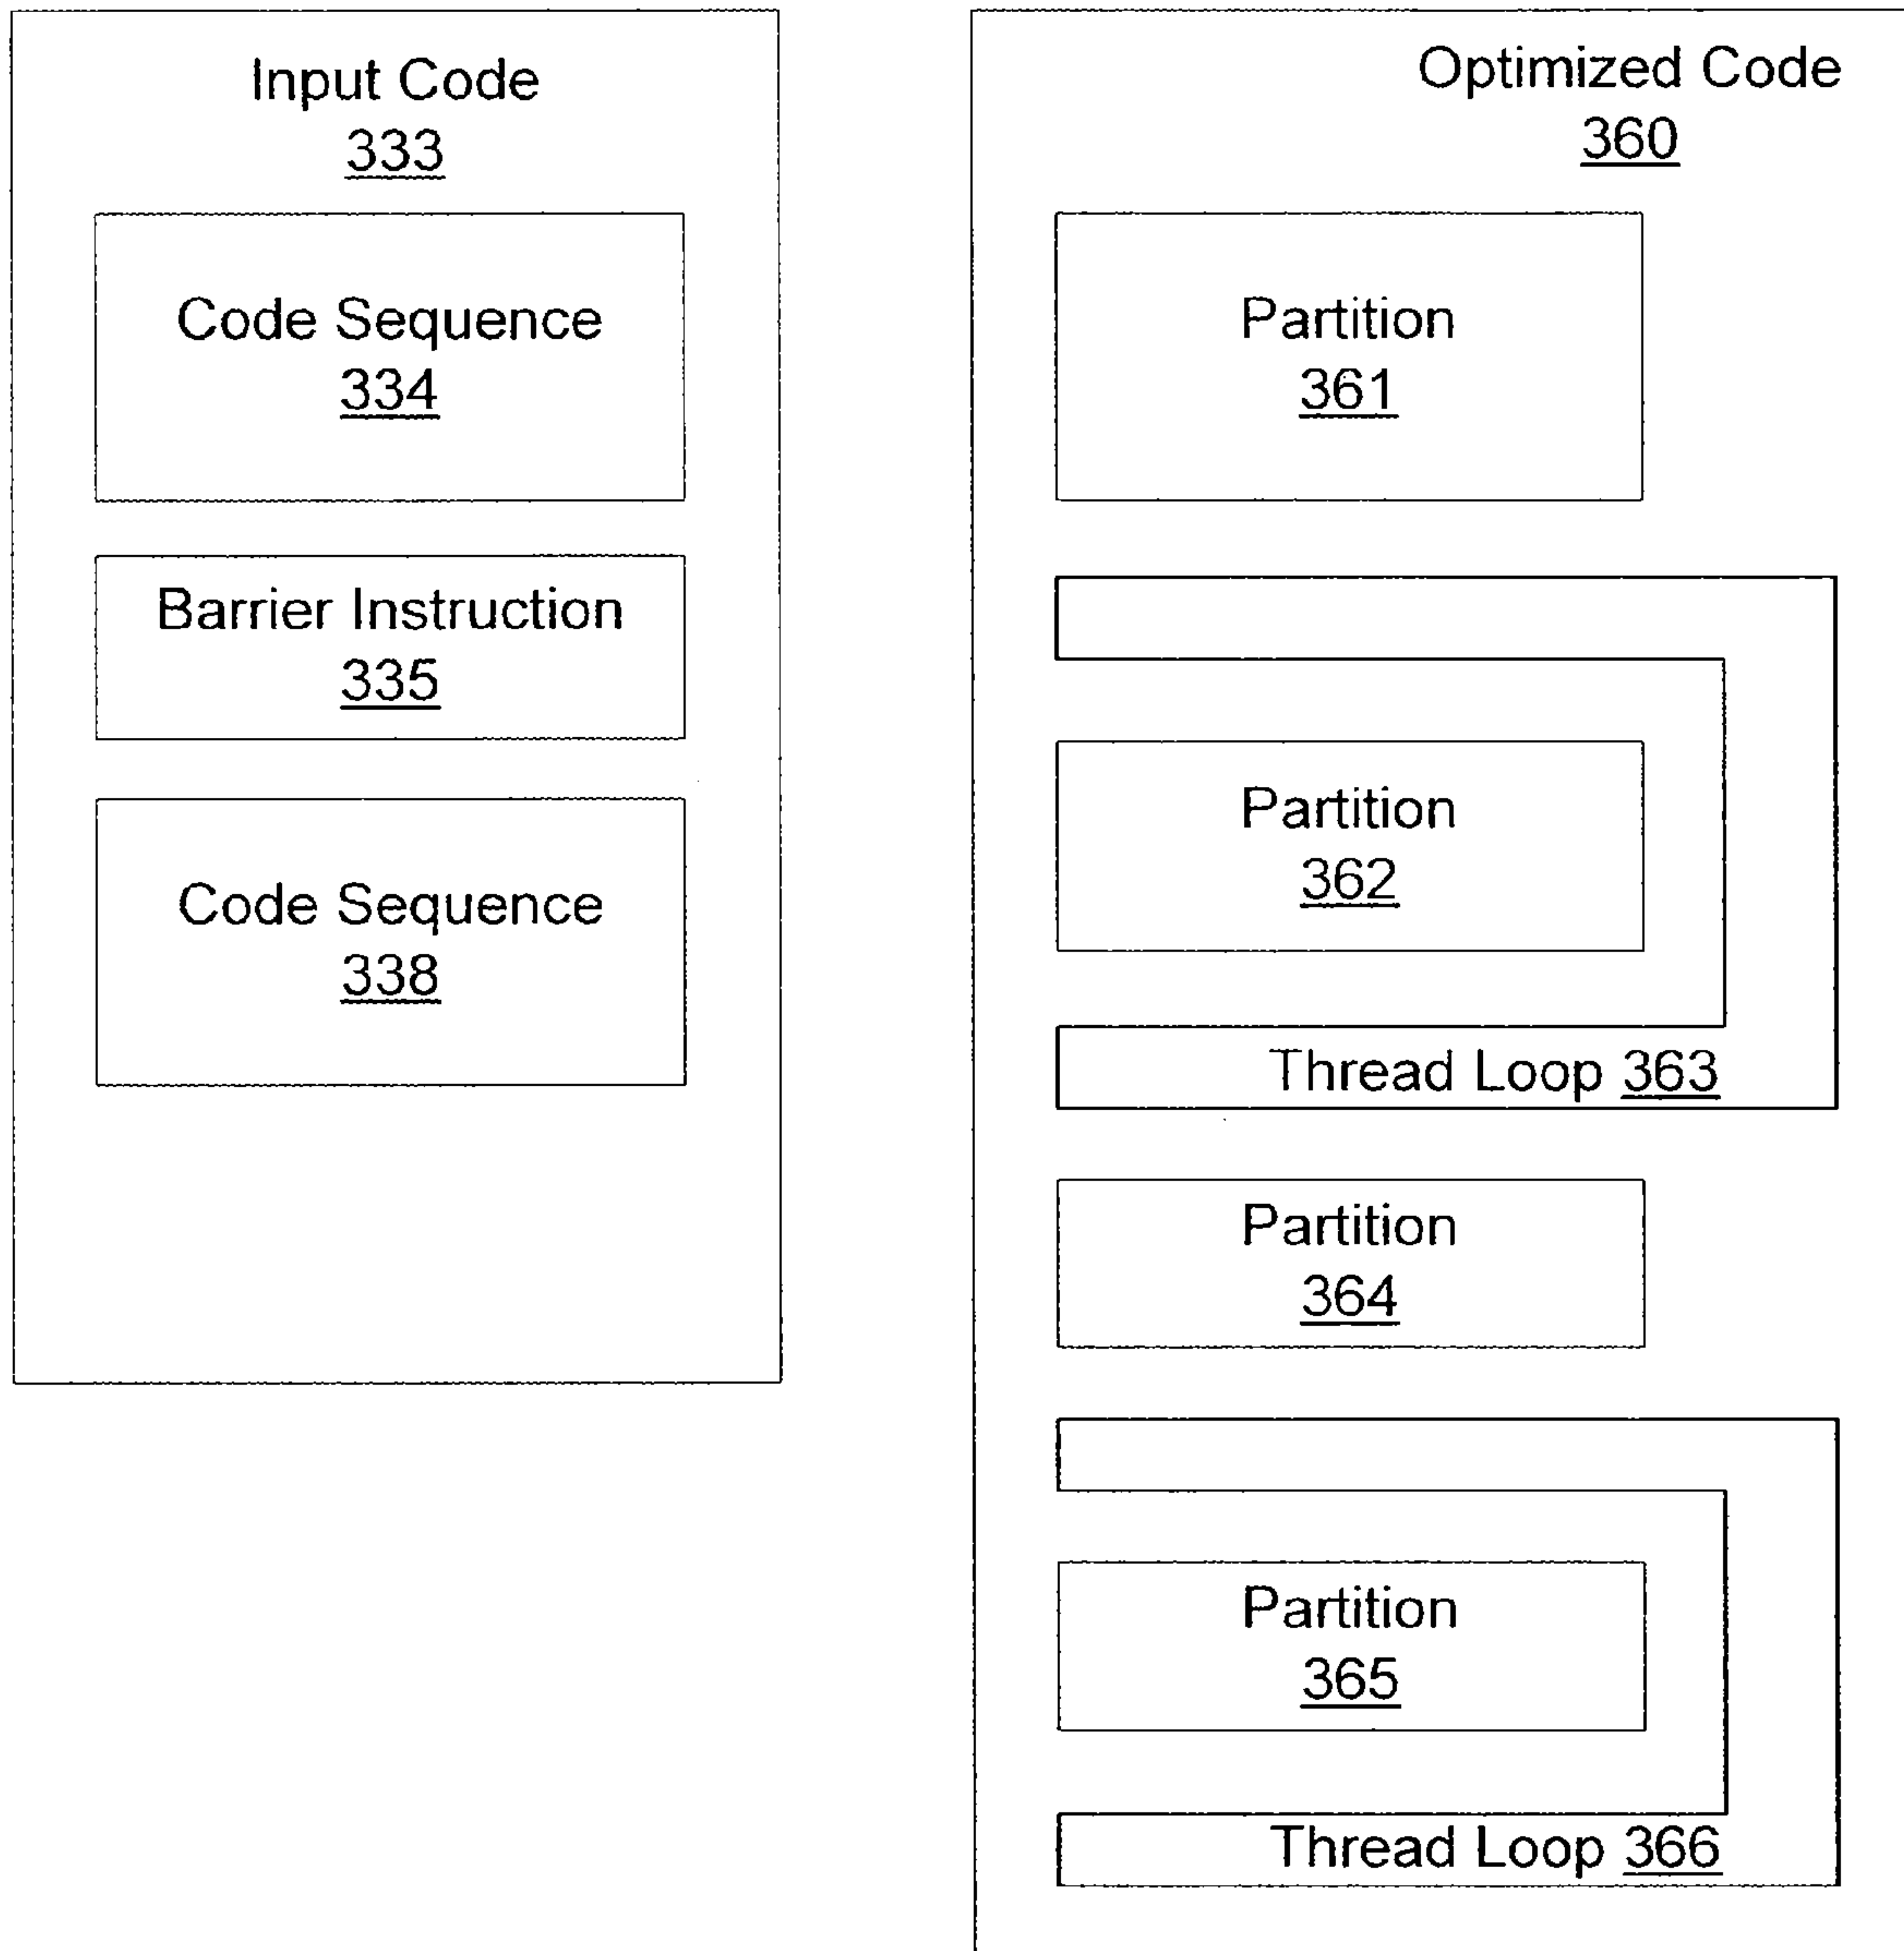 Input Code
333
Code Sequence
334
Barrier Instruction
335
Code Sequence
338
Optimized Code
360
Partition
361
Partition
362
Thread Loop 363
Partition
364
Partition
365
Thread Loop 366